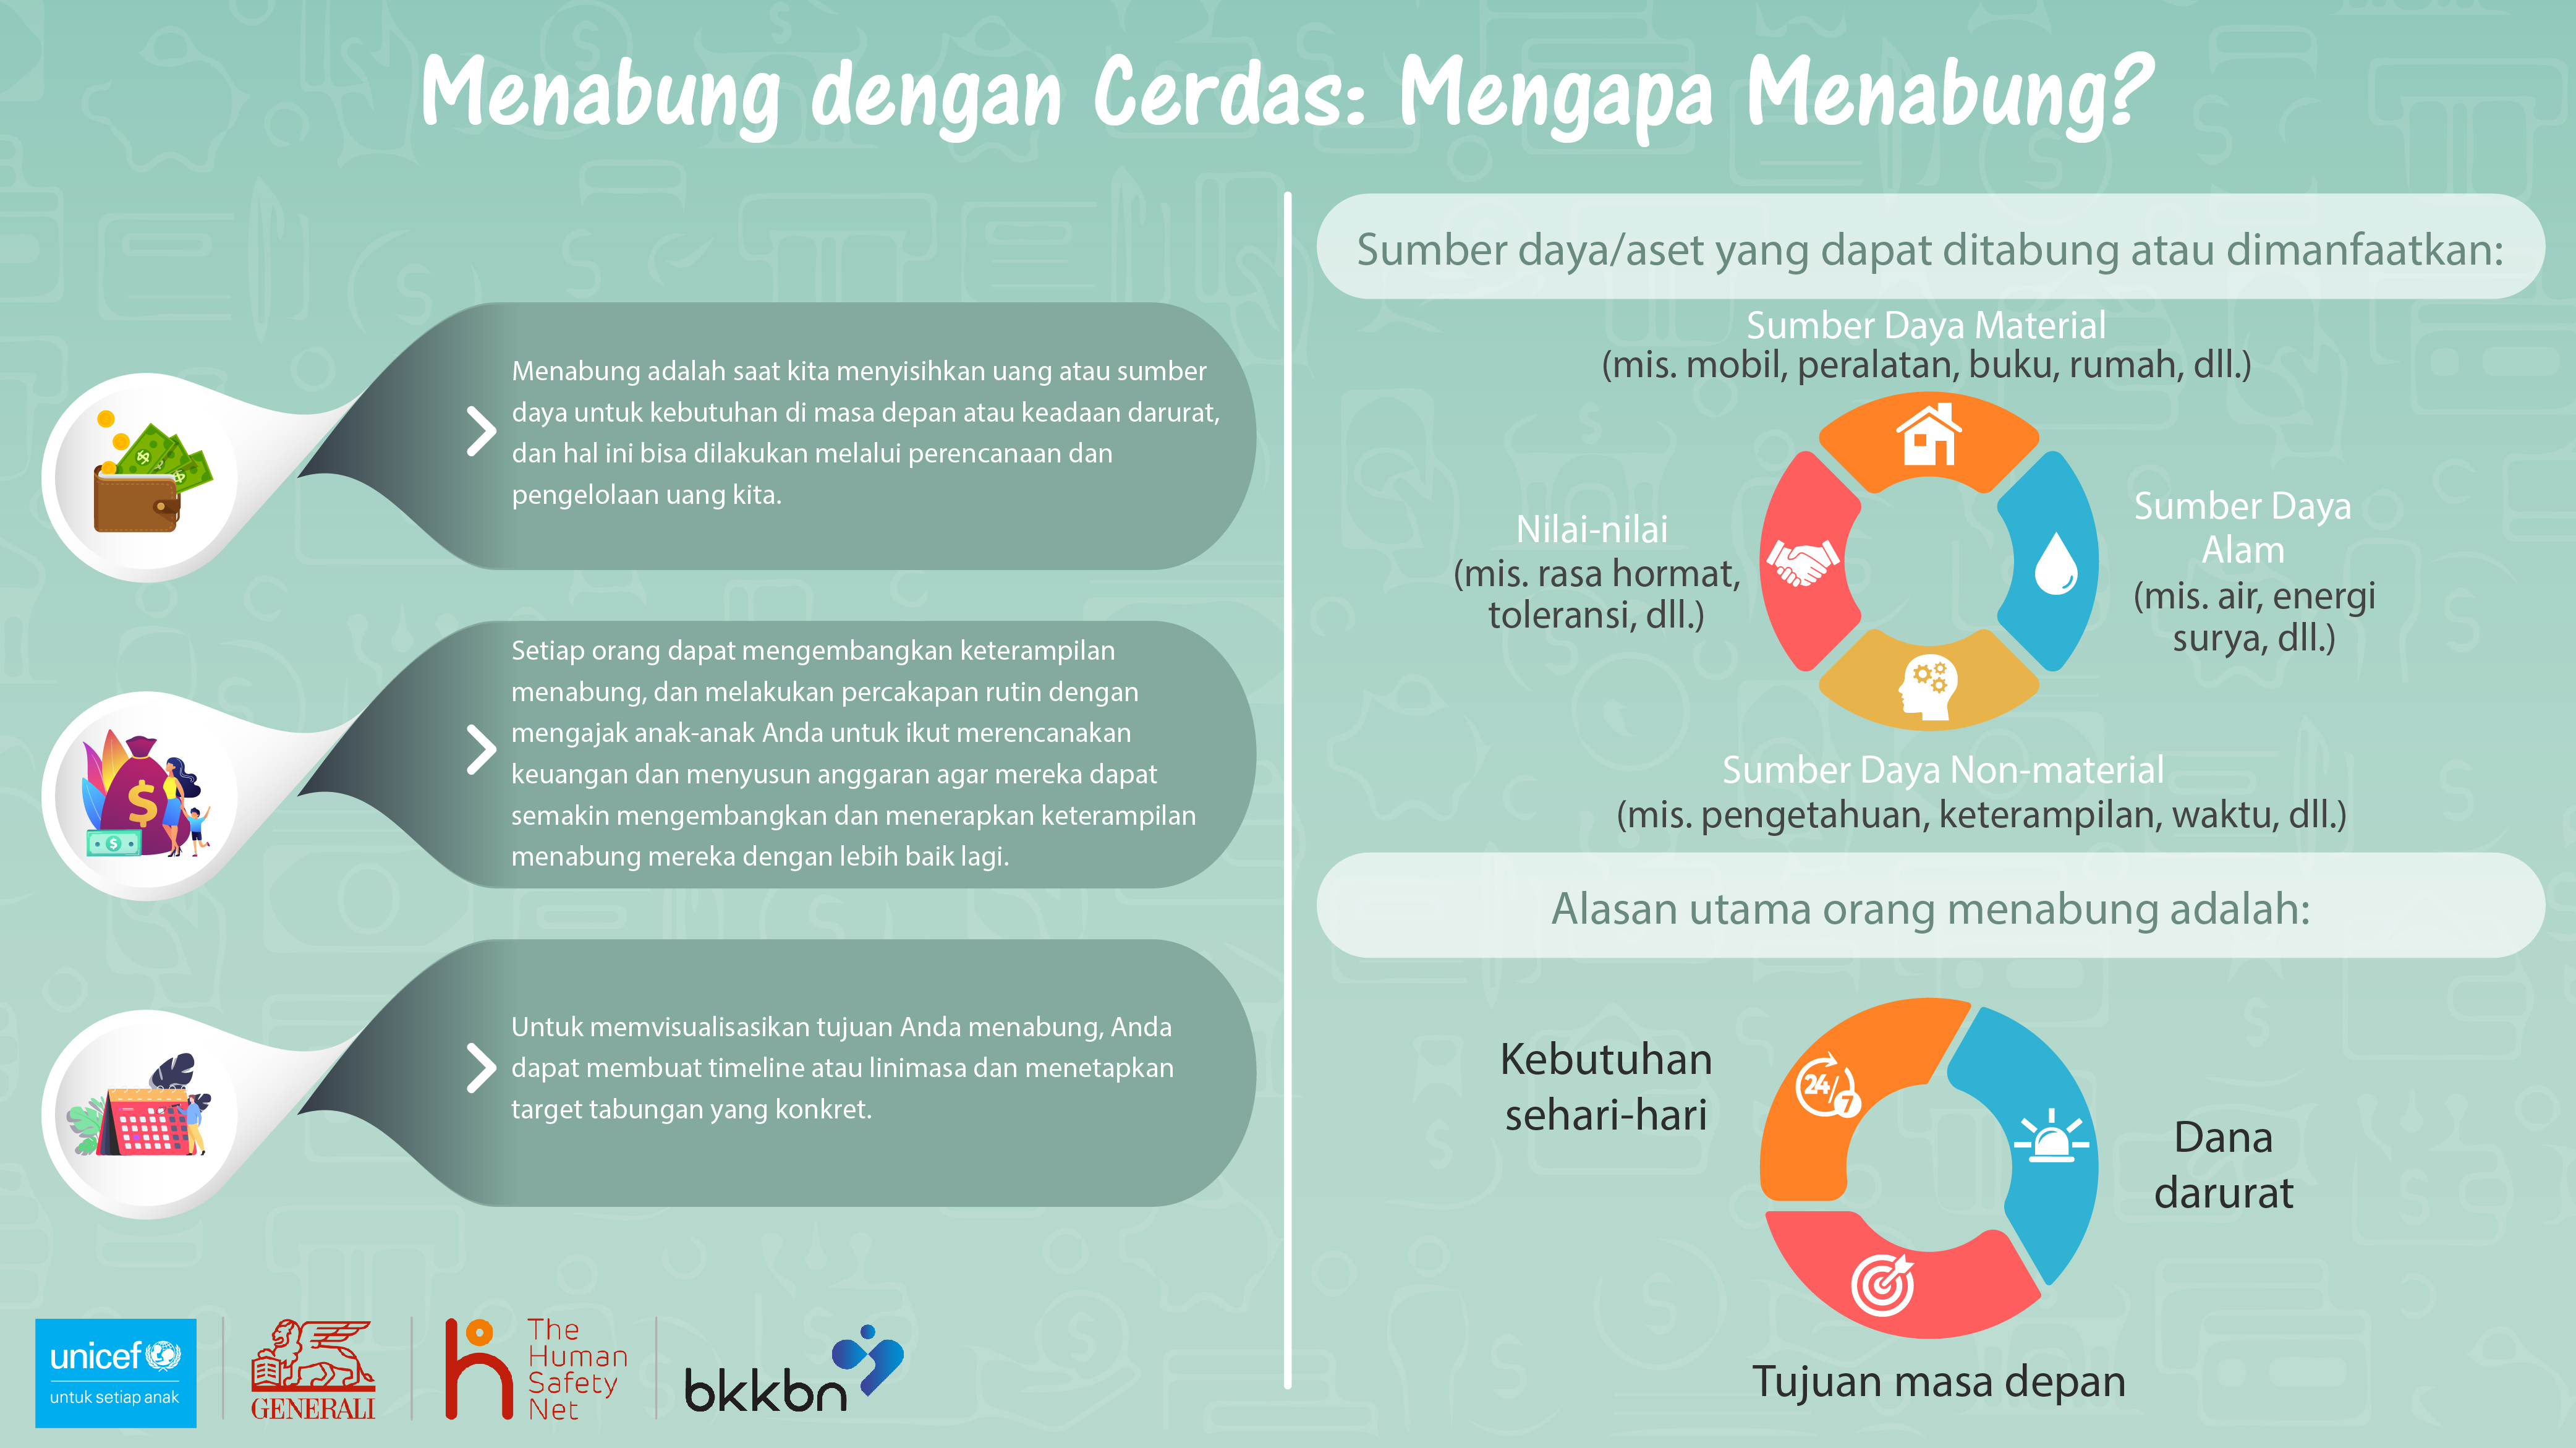 Menabung dengan Cerdas: Mengapa Menabung?
Menabung adalah saat kita menyisihkan uang atau sumber
daya untuk kebutuhan di masa depan atau keadaan darurat,
dan hal ini bisa dilakukan melalui perencanaan dan
pengelolaan uang kita.
Setiap orang dapat mengembangkan keterampilan
menabung, dan melakukan percakapan rutin dengan
mengajak anak-anak Anda untuk ikut merencanakan
keuangan dan menyusun anggaran agar mereka dapat
semakin mengembangkan dan menerapkan keterampilan
menabung mereka dengan lebih baik lagi.
Untuk memvisualisasikan tujuan Anda menabung, Anda
dapat membuat timeline atau linimasa dan menetapkan
target tabungan yang konkret.
Sumber daya/aset yang dapat ditabung atau dimanfaatkan:
Sumber Daya Material
(mis. mobil, peralatan, buku, rumah, dll.)
Nilai-nilai
(mis. rasa hormat,
toleransi, dll.)
Sumber Daya
Alam
(mis. air, energi
surya, dll.)
Sumber Daya Non-material
(mis. pengetahuan, keterampilan, waktu, dll.)
Alasan utama orang menabung adalah:
Kebutuhan
sehari-hari
24/7
Dana
darurat
Tujuan masa depan
unicef
untuk setiap anak
GENERALI
The
Human
Safety
Net
bkkbn